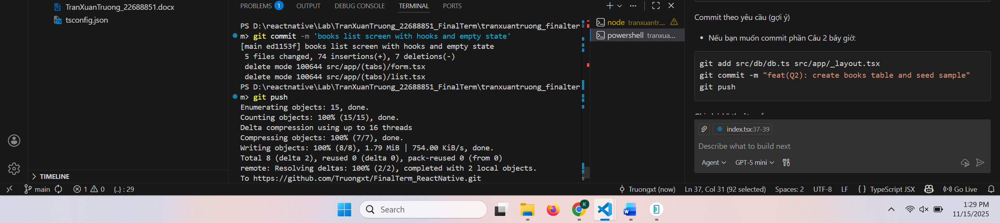 TranXuanTruong_22688851.docx
tsconfig.json
TIMELINE
PROBLEMS 1 OUTPUT DEBUG CONSOLE TERMINAL PORTS
PS D:\reactnative\Lab\TranXuanTruong_22688851_FinalTerm\tranxuantruong_finalter
m> git commit -m 'books list screen with hooks and empty state'
[main ed1153f] books list screen with hooks and empty state
5 files changed, 74 insertions(+), 7 deletions(-)
delete mode 100644 src/app/(tabs)/form.tsx
delete mode 100644 src/app/(tabs)/list.tsx
PS D:\reactnative\Lab\TranXuanTruong_22688851_FinalTerm\tranxuantruong_finalter
m> git push
Enumerating objects: 15, done.
Counting objects: 100% (15/15), done.
Delta compression using up to 16 threads
Compressing objects: 100% (7/7), done.
Writing objects: 100% (8/8), 1.79 MiB | 754.00 KiB/s, done.
Total 8 (delta 2), reused 0 (delta 0), pack-reused 0 (from 0)
remote: Resolving deltas: 100% (2/2), completed with 2 local objects.
To https://github.com/Truongxt/FinalTerm_ReactNative.git
node tranxuantr...
powershell tranxua...
Commit theo yêu cầu (gợi ý)
• Nếu bạn muốn commit phần Câu 2 bây giờ:
git add src/db/db.ts src/app/_layout.tsx
git commit -m "feat(Q2): create books table and seed sample"
git push
index.tsx:37-39
Describe what to build next
Agent GPT-5 mini
main 1 0 {..} : 29 Truongxt (now) Ln 37, Col 31 (92 selected) Spaces: 2 UTF-8 LF { } TypeScript JSX Go Live
Search
K
1:29 PM
11/15/2025